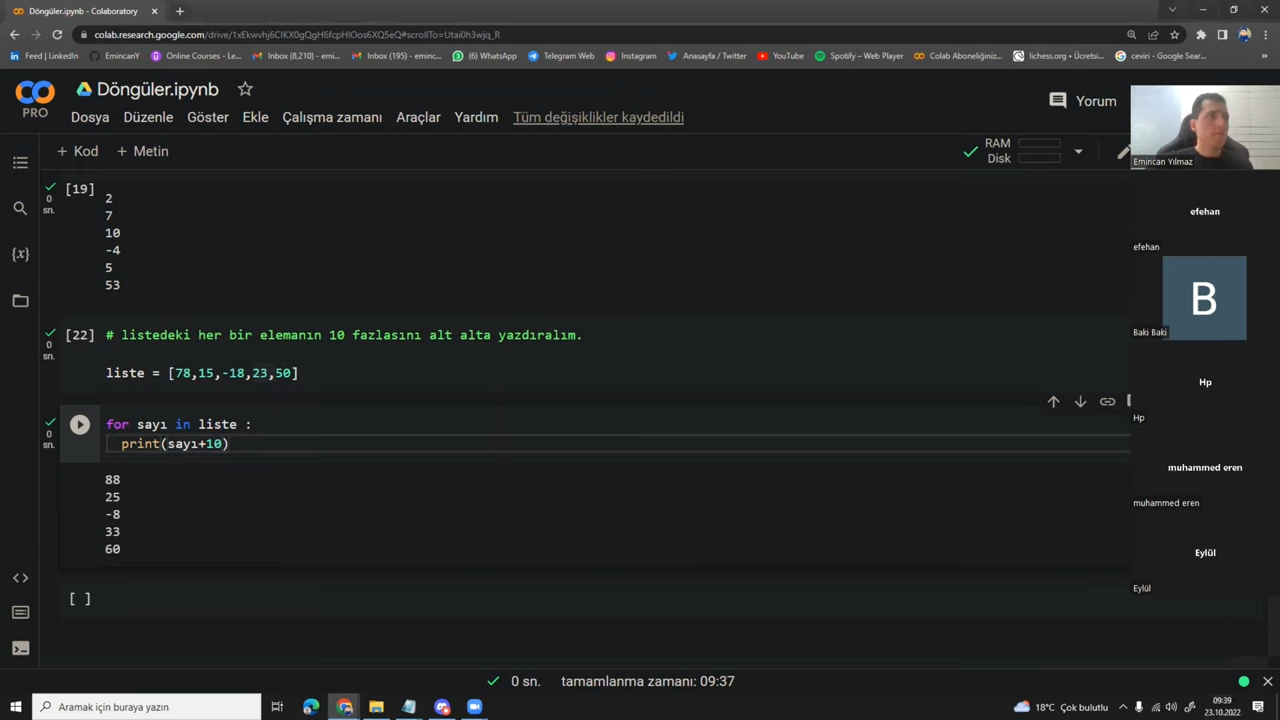 Döngüler.ipynb - Colaboratory
colab.research.google.com/drive/1xEkwvhj6CIKX0gQgH6fcpHIOos6XQ5eQ#scrollTo=Utai0h3wjq_R
Feed | LinkedIn
EmincanY
Online Courses - Le...
Inbox (8,210) - emi...
Inbox (195) - eminc...
(6) WhatsApp
Telegram Web
Instagram
Anasayfa / Twitter
YouTube
Spotify – Web Player
Colab Aboneliğiniz...
lichess.org • Ücretsi...
ceviri - Google Sear...
PRO
Döngüler.ipynb
Yorum
Dosya Düzenle Göster Ekle Çalışma zamanı Araçlar Yardım Tüm değişiklikler kaydedildi
Emincan Yılmaz
+ Kod + Metin
RAM
Disk
[19]
0
sn.
2
7
10
-4
5
53
efehan
efehan
B
Baki Baki
[22] # listedeki her bir elemanın 10 fazlasını alt alta yazdıralım.
0
sn.
liste = [78,15,-18,23,50]
Hp
Hp
for sayı in liste :
0
sn.
print(sayı+10)
88
25
-8
33
60
muhammed eren
muhammed eren
Eylül
Eylül
[ ]
0 sn. tamamlanma zamanı: 09:37
Aramak için buraya yazın
18°C Çok bulutlu
09:39
23.10.2022